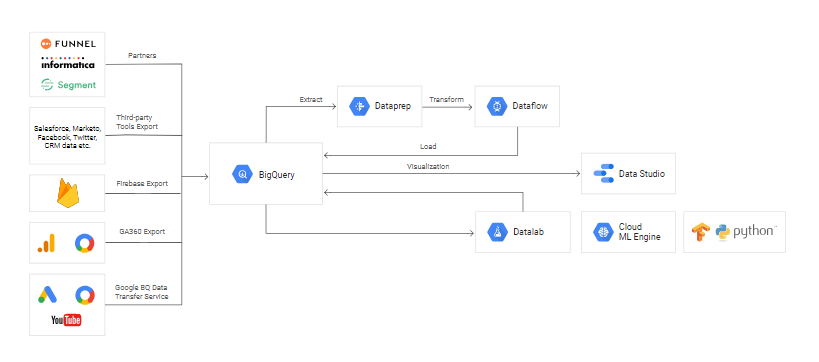 FUNNEL
informatica
Segment
Partners
Salesforce, Marketo,
Facebook, Twitter,
CRM data etc.
Third-party
Tools Export
Firebase Export
GA360 Export
Google BQ Data
Transfer Service
YouTube
BigQuery
Extract
Dataprep
Transform
Dataflow
Load
Visualization
Data Studio
Datalab
Cloud
ML Engine
python™